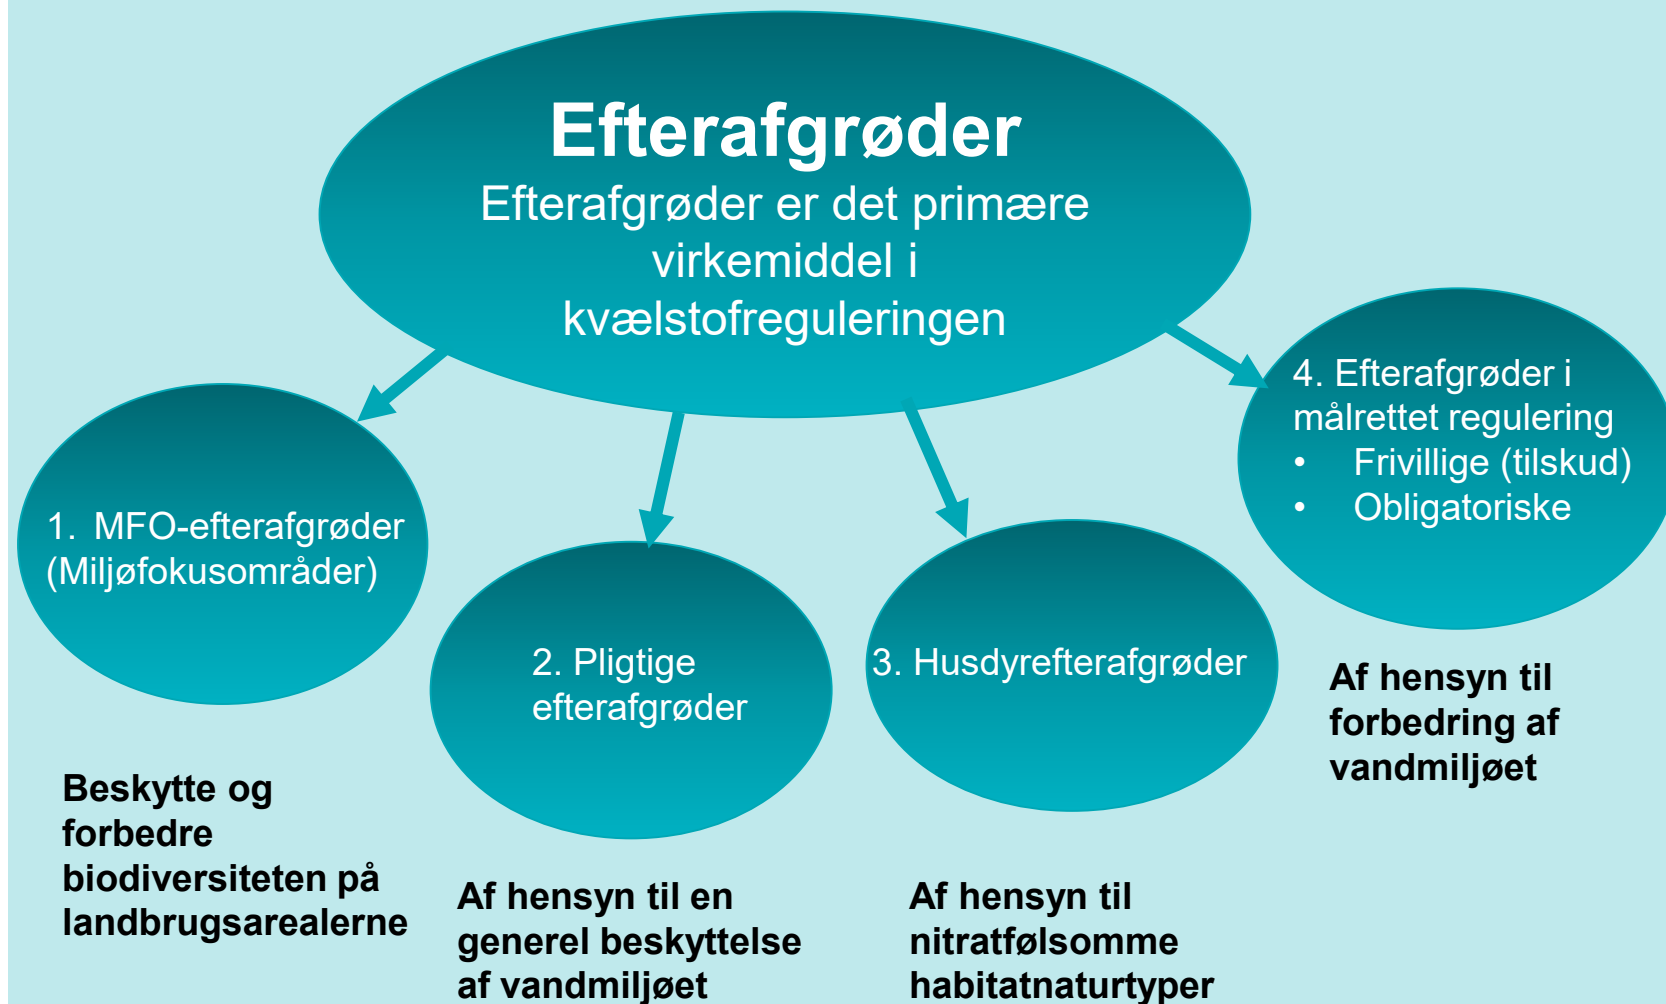 Efterafgrøder
Efterafgrøder er det primære
virkemiddel i
kvælstofreguleringen
1. MFO-efterafgrøder
(Miljøfokusområder)
Beskytte og
forbedre
biodiversiteten på
landbrugsarealerne
2. Pligtige
efterafgrøder
Af hensyn til en
generel beskyttelse
af vandmiljøet
3. Husdyrefterafgrøder
Af hensyn til
nitratfølsomme
habitatnaturtyper
4. Efterafgrøder i
målrettet regulering
• Frivillige (tilskud)
• Obligatoriske
Af hensyn til
forbedring af
vandmiljøet